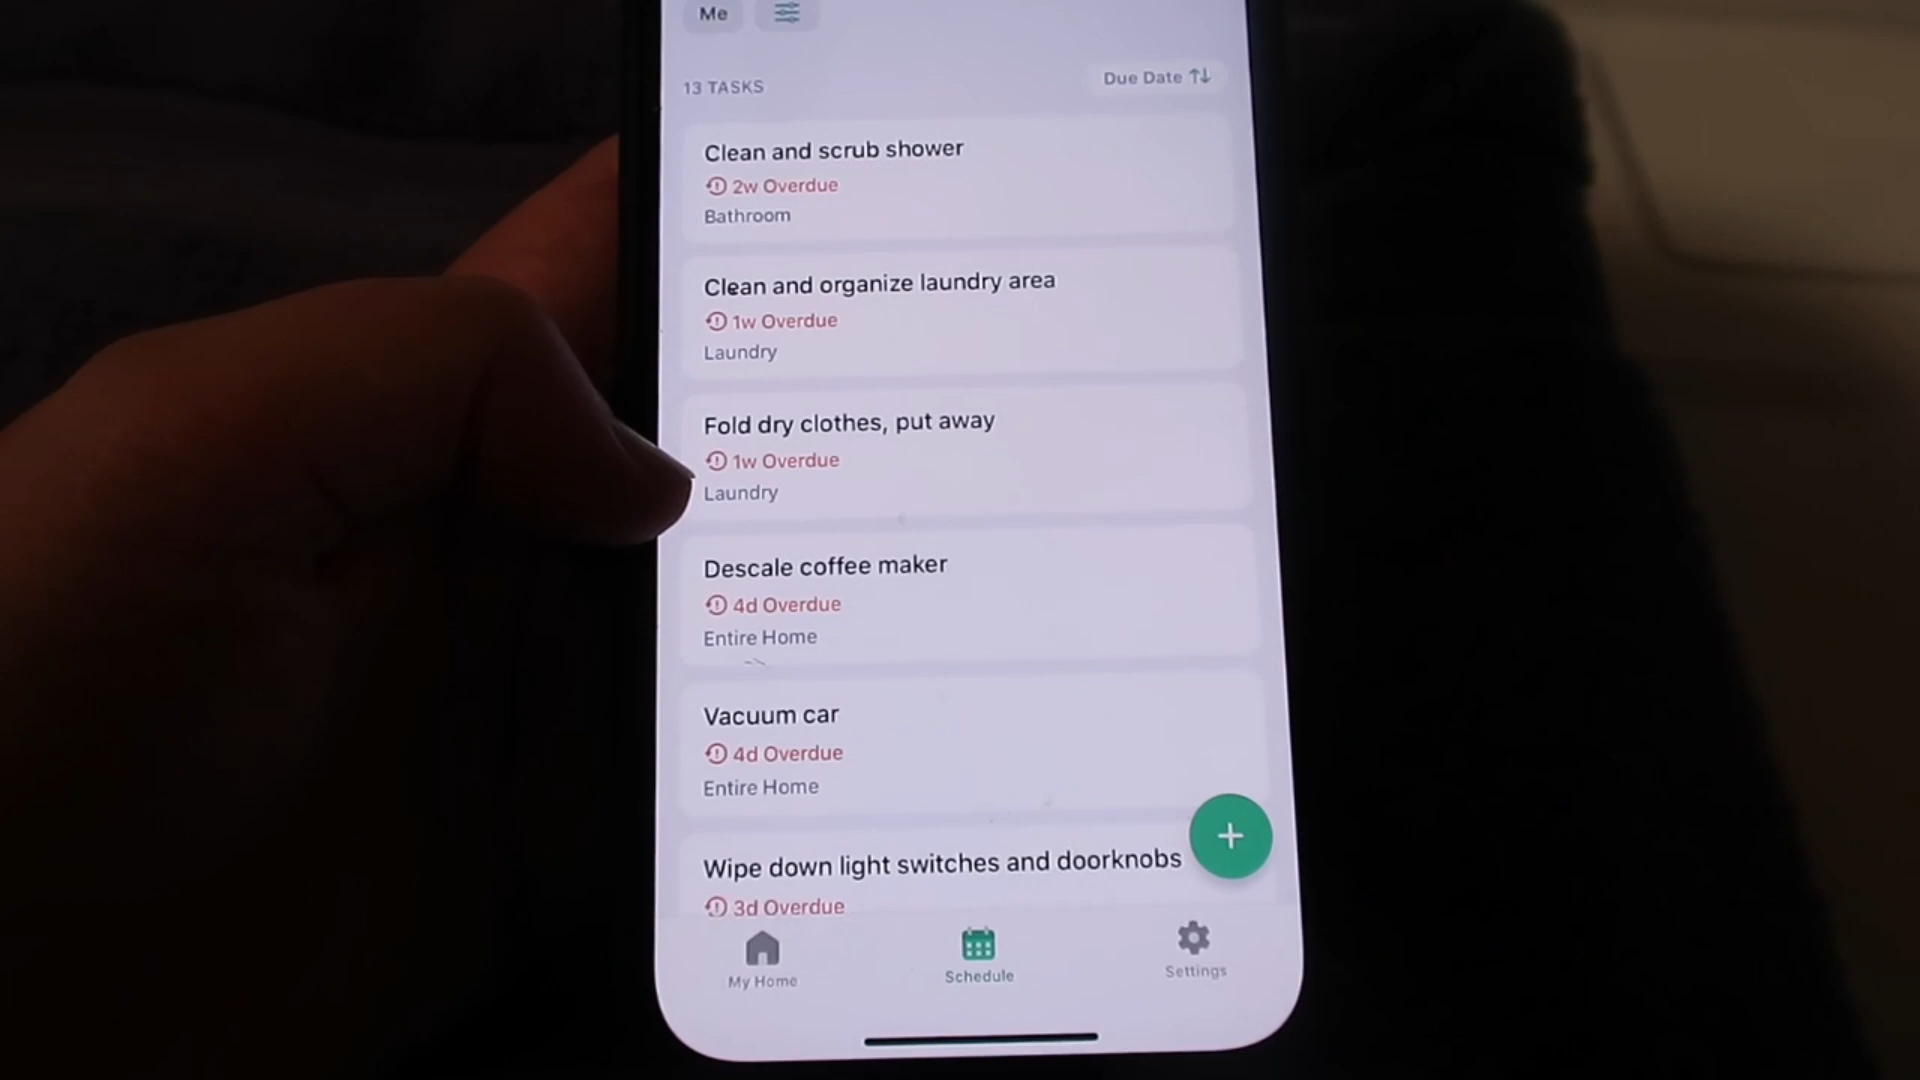 Me
13 TASKS
Due Date
Clean and scrub shower
2w Overdue
Bathroom
Clean and organize laundry area
1w Overdue
Laundry
Fold dry clothes, put away
1w Overdue
Laundry
Descale coffee maker
4d Overdue
Entire Home
Vacuum car
4d Overdue
Entire Home
Wipe down light switches and doorknobs
3d Overdue
My Home
Schedule
Settings